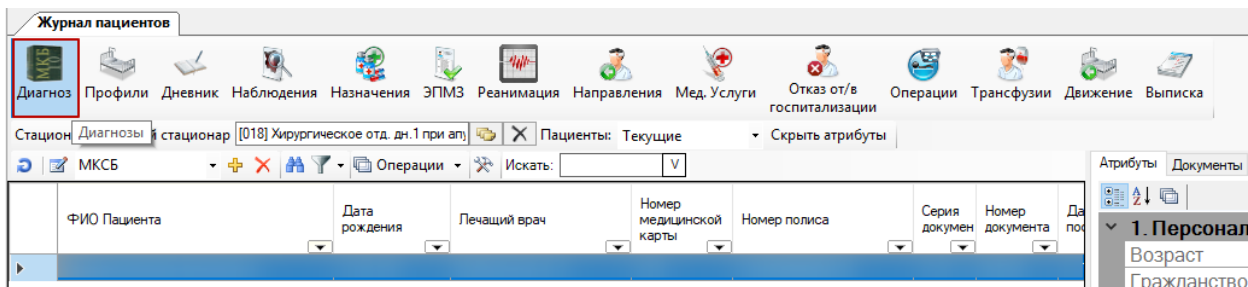 Журнал пациентов
МКБ 10
Диагноз Профили Дневник Наблюдения Назначения ЭПМЗ Реанимация Направления Мед. Услуги Отказ от/в госпитализации Операции Трансфузии Движение Выписка
Диагнозы
Стацион стационар [018] Хирургическое отд. дн.1 при апу Пациенты: Текущие Скрыть атрибуты
МКСБ Операции Искать: V
Атрибуты Документы
ФИО Пациента
Дата рождения
Лечащий врач
Номер медицинской карты
Номер полиса
Серия докумен
Номер документа
Да пос
1. Персонал
Возраст
Гражданство